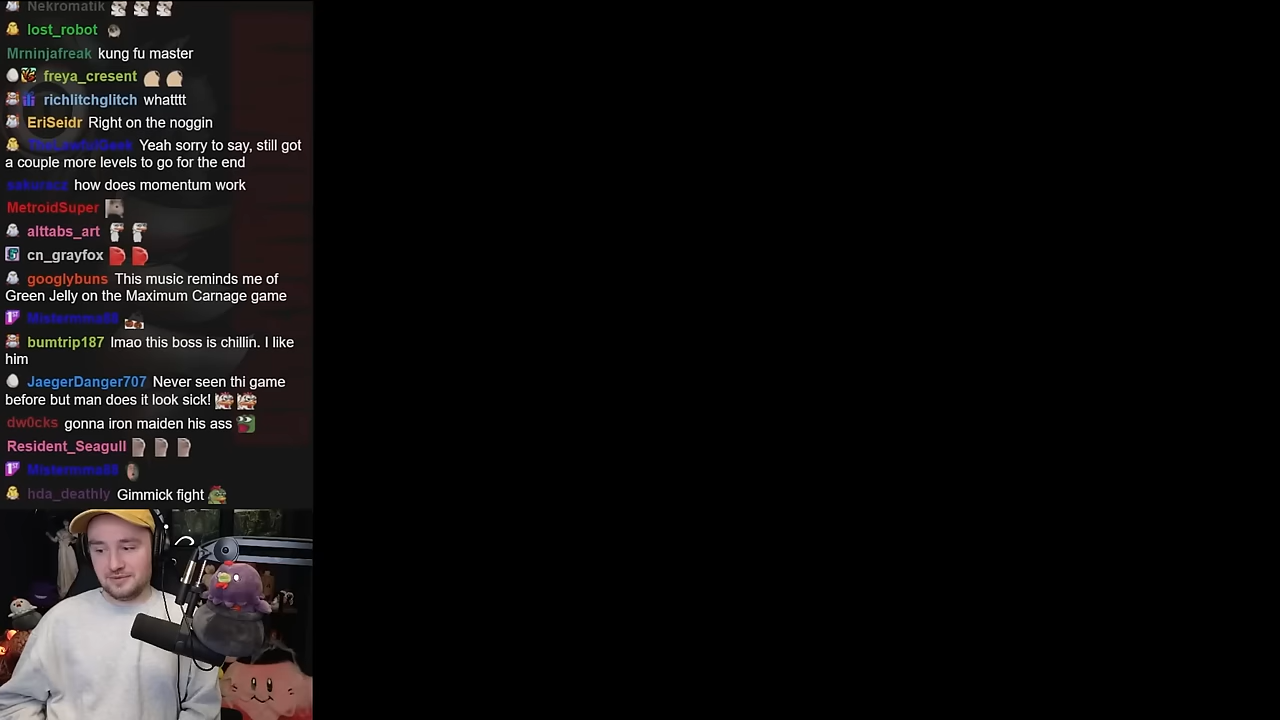 Nekromatik
lost_robot
Mrninjafreak kung fu master
freya_cresent
richlitchglitch whatttt
EriSeidr Right on the noggin
Yeah sorry to say, still got
a couple more levels to go for the end
sakuracz how does momentum work
MetroidSuper
alttabs_art
cn_grayfox
googlybuns This music reminds me of
Green Jelly on the Maximum Carnage game
bumtrip187 lmao this boss is chillin. I like
him
JaegerDanger707 Never seen thi game
before but man does it look sick!
dw0cks gonna iron maiden his ass
Resident_Seagull
hda_deathly Gimmick fight